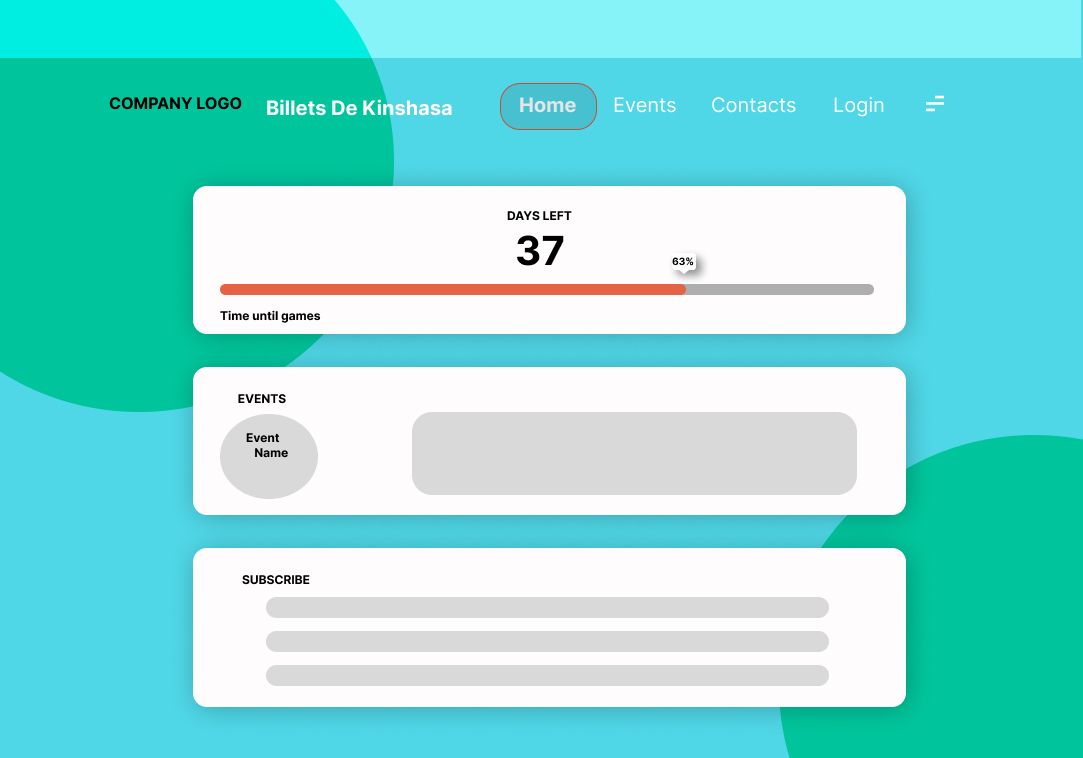 COMPANY LOGO
Billets De Kinshasa
Home
Events
Contacts
Login
DAYS LEFT
37
63%
Time until games
EVENTS
Event
Name
SUBSCRIBE